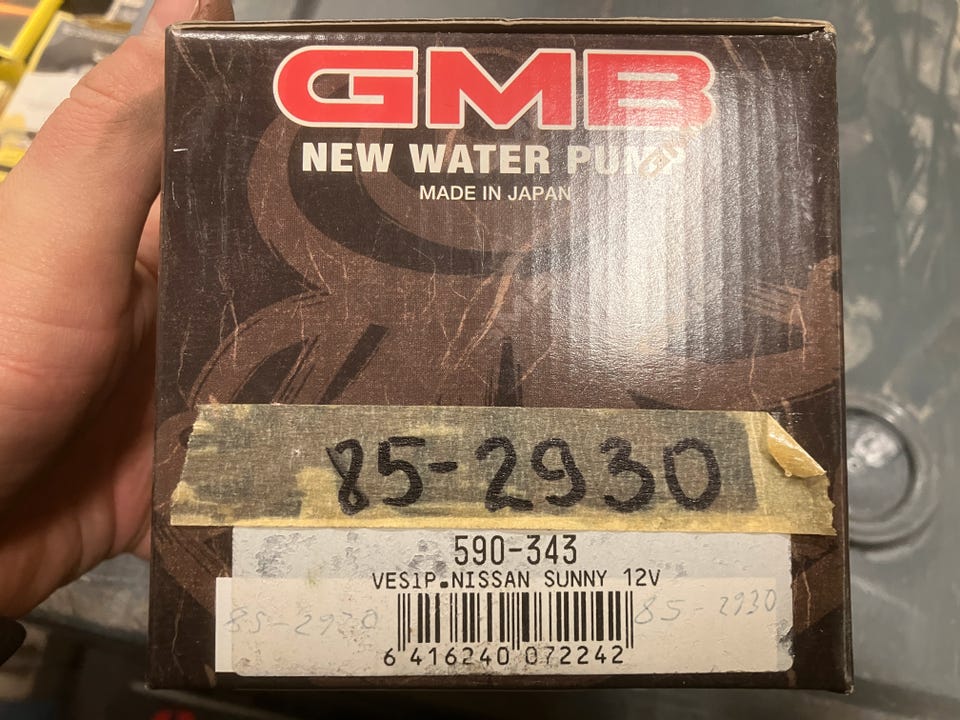 GMB
NEW WATER PUMP
MADE IN JAPAN
85-2930
590-343
VES1P.NISSAN SUNNY 12V
85-2930 85-2930
6 416240 072242